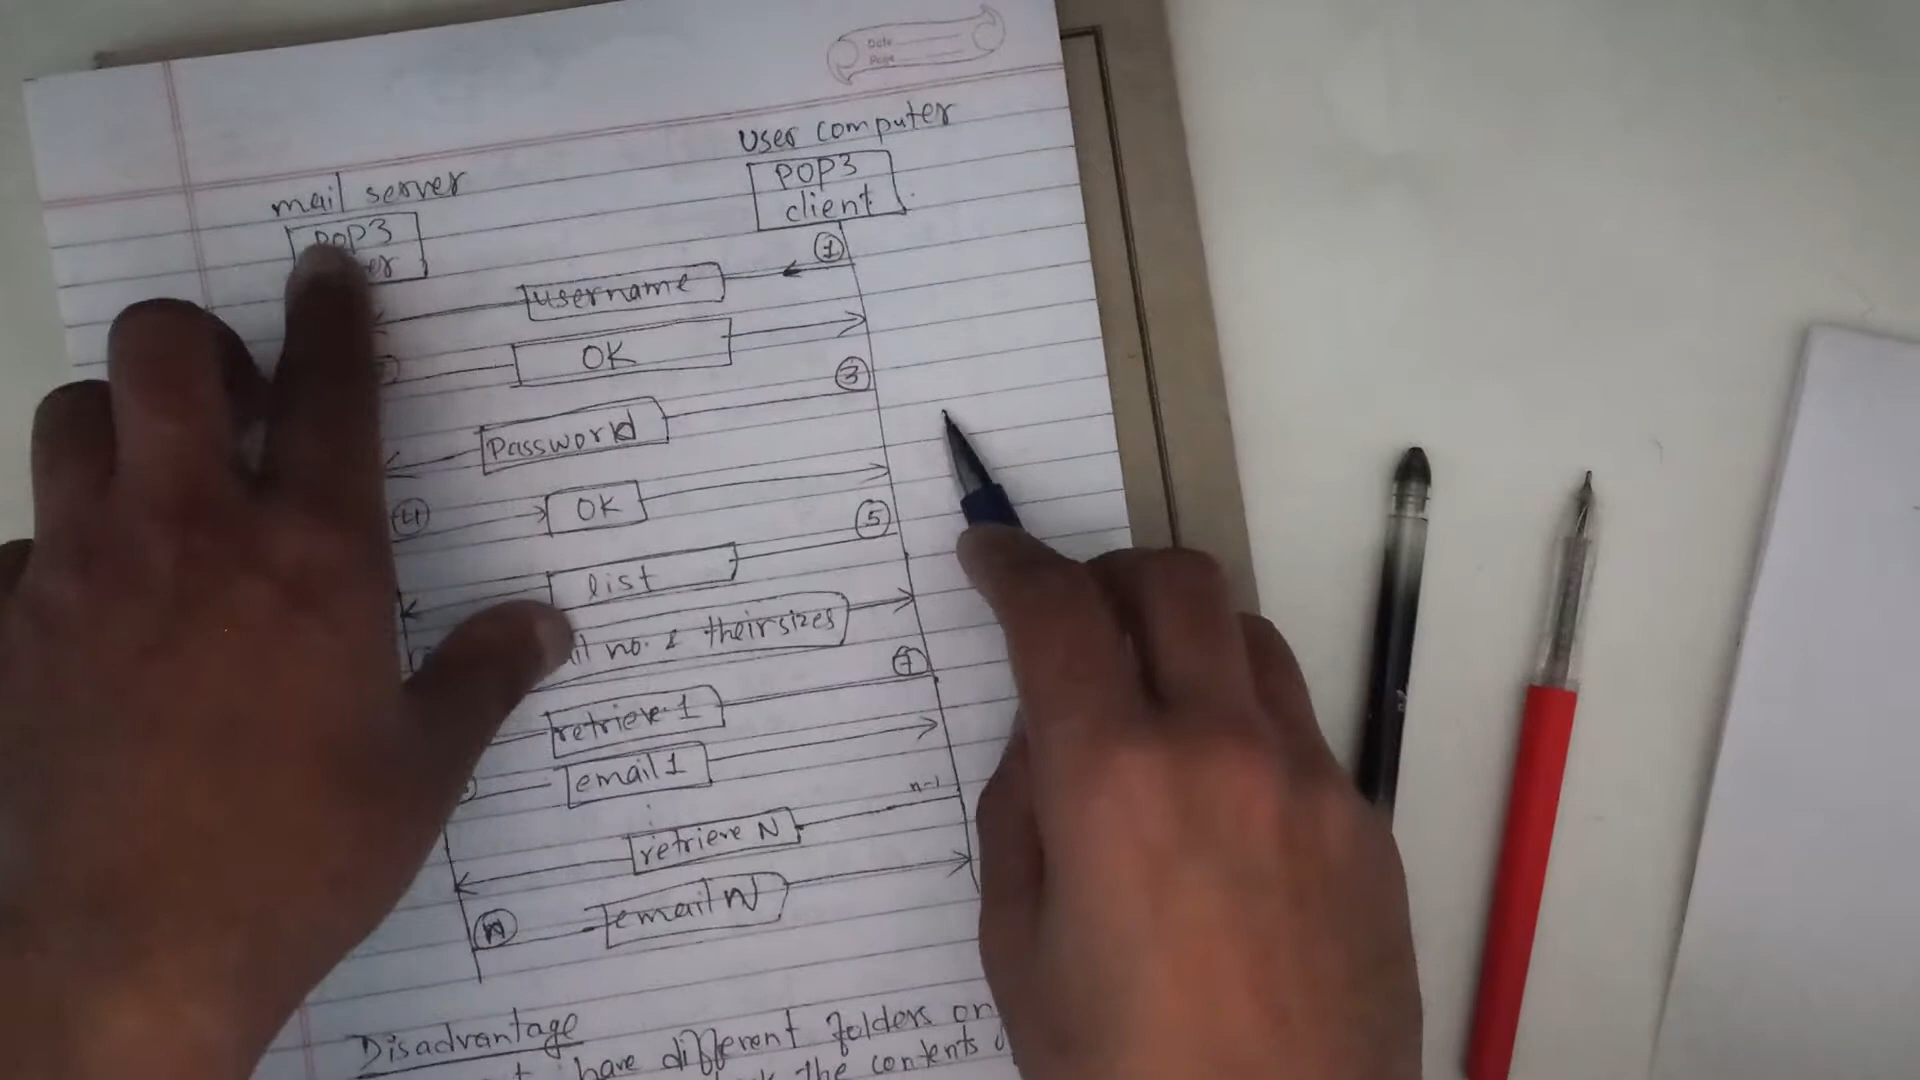 Date
Page
User computer
mail server
POP3
client
POP3
1
username
OK
3
Password
4
OK
5
list
no. & their sizes
7
retrieve 1
email 1
n-1
retrieve N
email N
N
Disadvantage
have different folders on
the contents